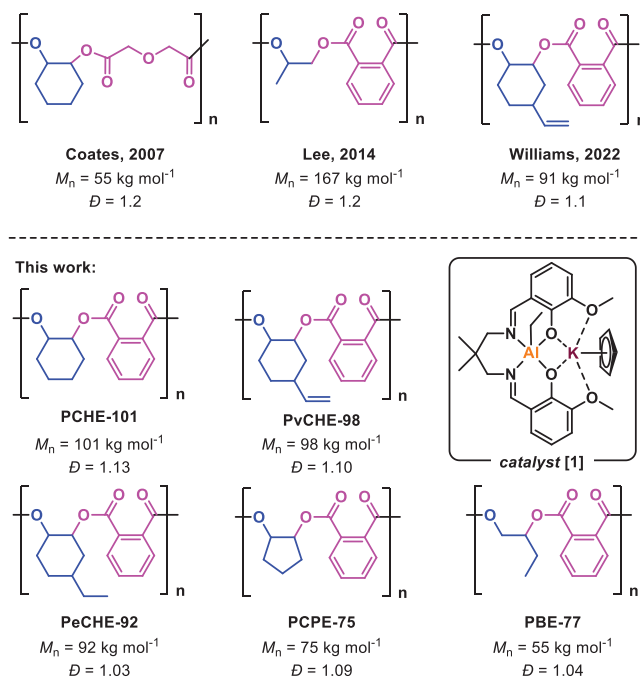 O
O
O
O
O
n
Coates, 2007
Mn = 55 kg mol⁻¹
Đ = 1.2
O
O
O
O
n
Lee, 2014
Mn = 167 kg mol⁻¹
Đ = 1.2
O
O
O
O
n
Williams, 2022
Mn = 91 kg mol⁻¹
Đ = 1.1
This work:
O
O
O
O
n
PCHE-101
Mn = 101 kg mol⁻¹
Đ = 1.13
O
O
O
O
n
PvCHE-98
Mn = 98 kg mol⁻¹
Đ = 1.10
O
N
O
Al
K
N
O
O
catalyst [1]
O
O
O
O
n
PeCHE-92
Mn = 92 kg mol⁻¹
Đ = 1.03
O
O
O
O
n
PCPE-75
Mn = 75 kg mol⁻¹
Đ = 1.09
O
O
O
O
n
PBE-77
Mn = 55 kg mol⁻¹
Đ = 1.04